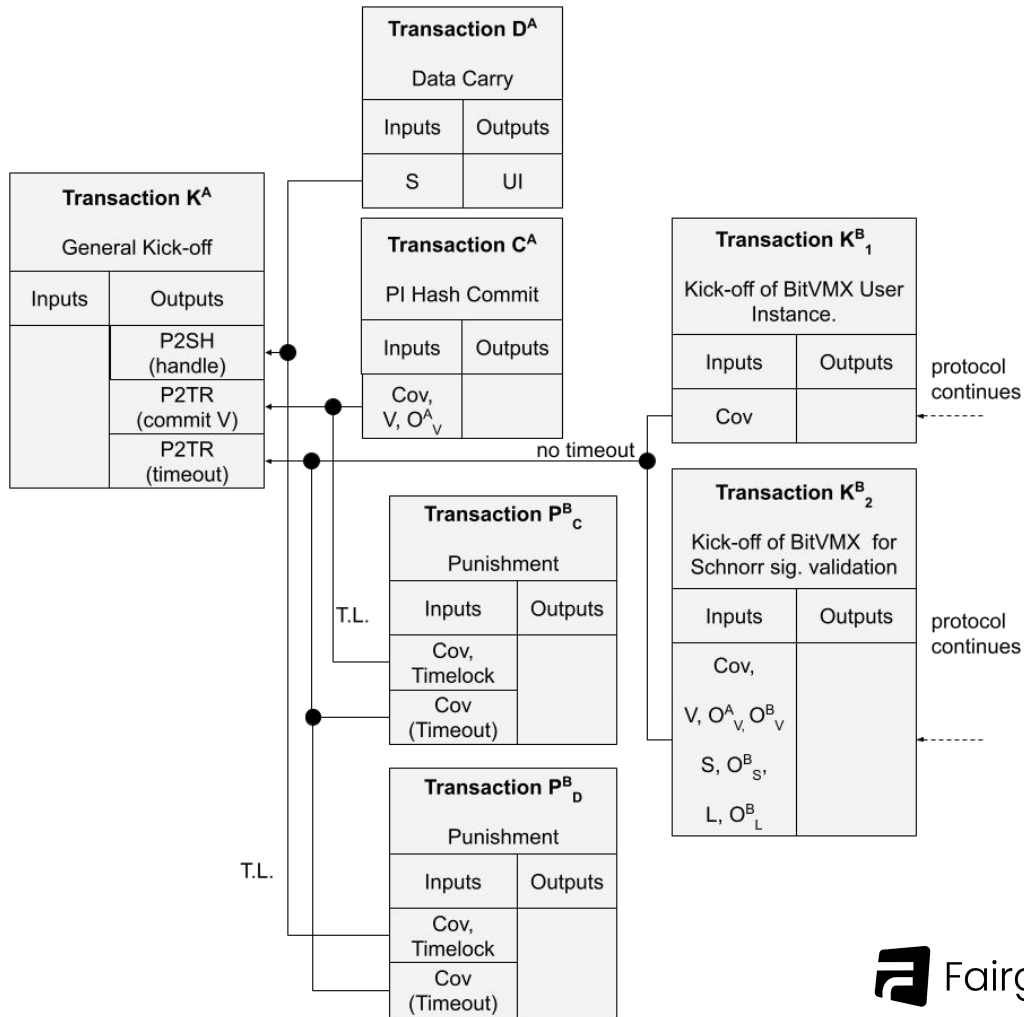 Transaction D^A
Data Carry
Inputs Outputs
S UI
Transaction K^A
General Kick-off
Inputs Outputs
P2SH
(handle)
P2TR
(commit V)
P2TR
(timeout)
Transaction C^A
PI Hash Commit
Inputs Outputs
Cov,
V, O^A_V
Transaction K^B_1
Kick-off of BitVMX User
Instance.
Inputs Outputs
Cov
protocol
continues
no timeout
Transaction K^B_2
Kick-off of BitVMX for
Schnorr sig. validation
Inputs Outputs
Cov,
V, O^A_V, O^B_V
S, O^B_S,
L, O^B_L
protocol
continues
Transaction P^B_C
Punishment
Inputs Outputs
T.L.
Cov,
Timelock
Cov
(Timeout)
Transaction P^B_D
Punishment
Inputs Outputs
T.L.
Cov,
Timelock
Cov
(Timeout)